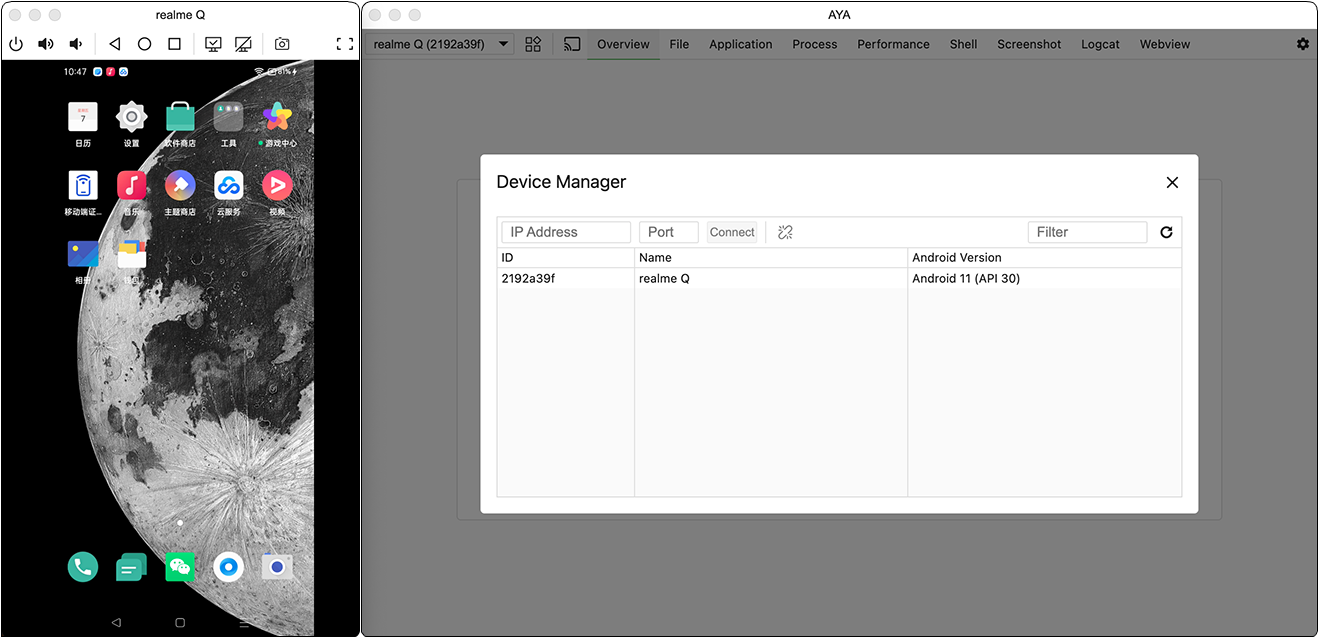 realme Q
10:47
81%
7
日历
设置
软件商店
工具
游戏中心
移动端证...
音乐
主题商店
云服务
视频
相册
钱包
AYA
realme Q (2192a39f)
Overview
File
Application
Process
Performance
Shell
Screenshot
Logcat
Webview
Device Manager
IP Address
Port
Connect
Filter
ID
Name
Android Version
2192a39f
realme Q
Android 11 (API 30)